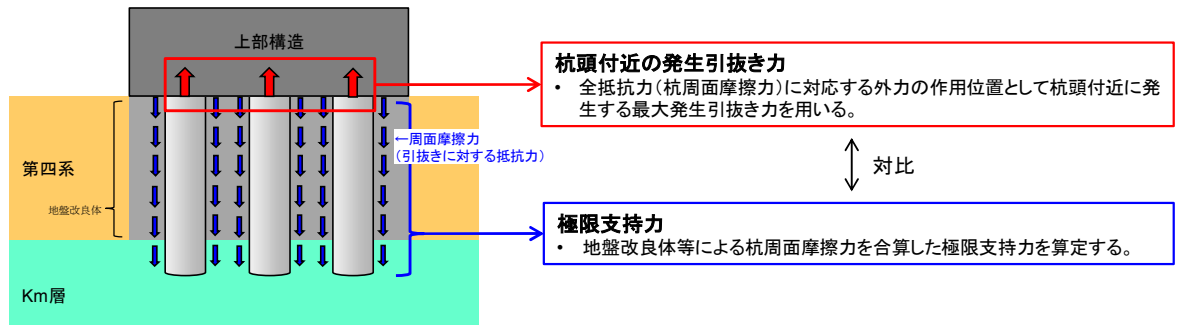 上部構造
第四系
地盤改良体
Km層
←周面摩擦力
(引抜きに対する抵抗力)
杭頭付近の発生引抜き力
• 全抵抗力(杭周面摩擦力)に対応する外力の作用位置として杭頭付近に発
生する最大発生引抜き力を用いる。
対比
極限支持力
• 地盤改良体等による杭周面摩擦力を合算した極限支持力を算定する。